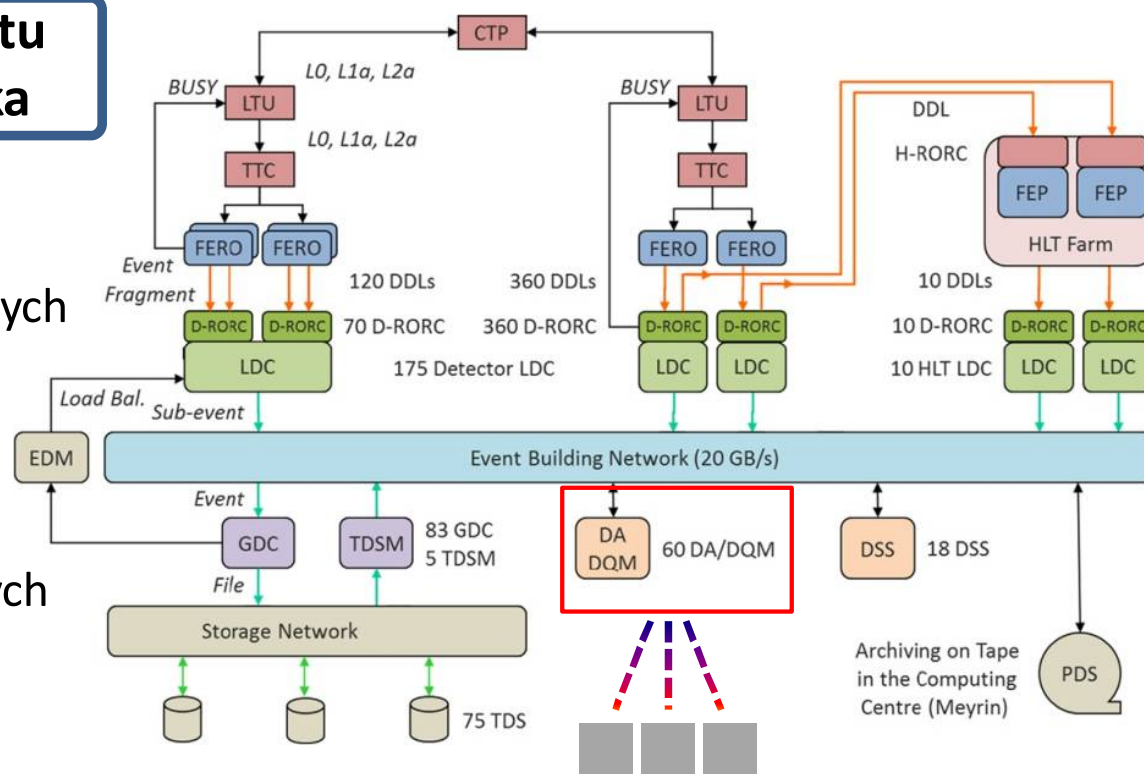 tu
ka
ych
ych
CTP
L0, L1a, L2a
BUSY
LTU
L0, L1a, L2a
TTC
FERO
FERO
Event
Fragment
120 DDLs
D-RORC
D-RORC
70 D-RORC
LDC
175 Detector LDC
Load Bal.
Sub-event
BUSY
LTU
TTC
FERO
FERO
360 DDLs
360 D-RORC
D-RORC
D-RORC
LDC
LDC
DDL
H-RORC
FEP
FEP
HLT Farm
10 DDLs
10 D-RORC
D-RORC
D-RORC
10 HLT LDC
LDC
LDC
EDM
Event Building Network (20 GB/s)
Event
GDC
TDSM
83 GDC
5 TDSM
File
DA
DQM
60 DA/DQM
DSS
18 DSS
Storage Network
75 TDS
Archiving on Tape
in the Computing
Centre (Meyrin)
PDS